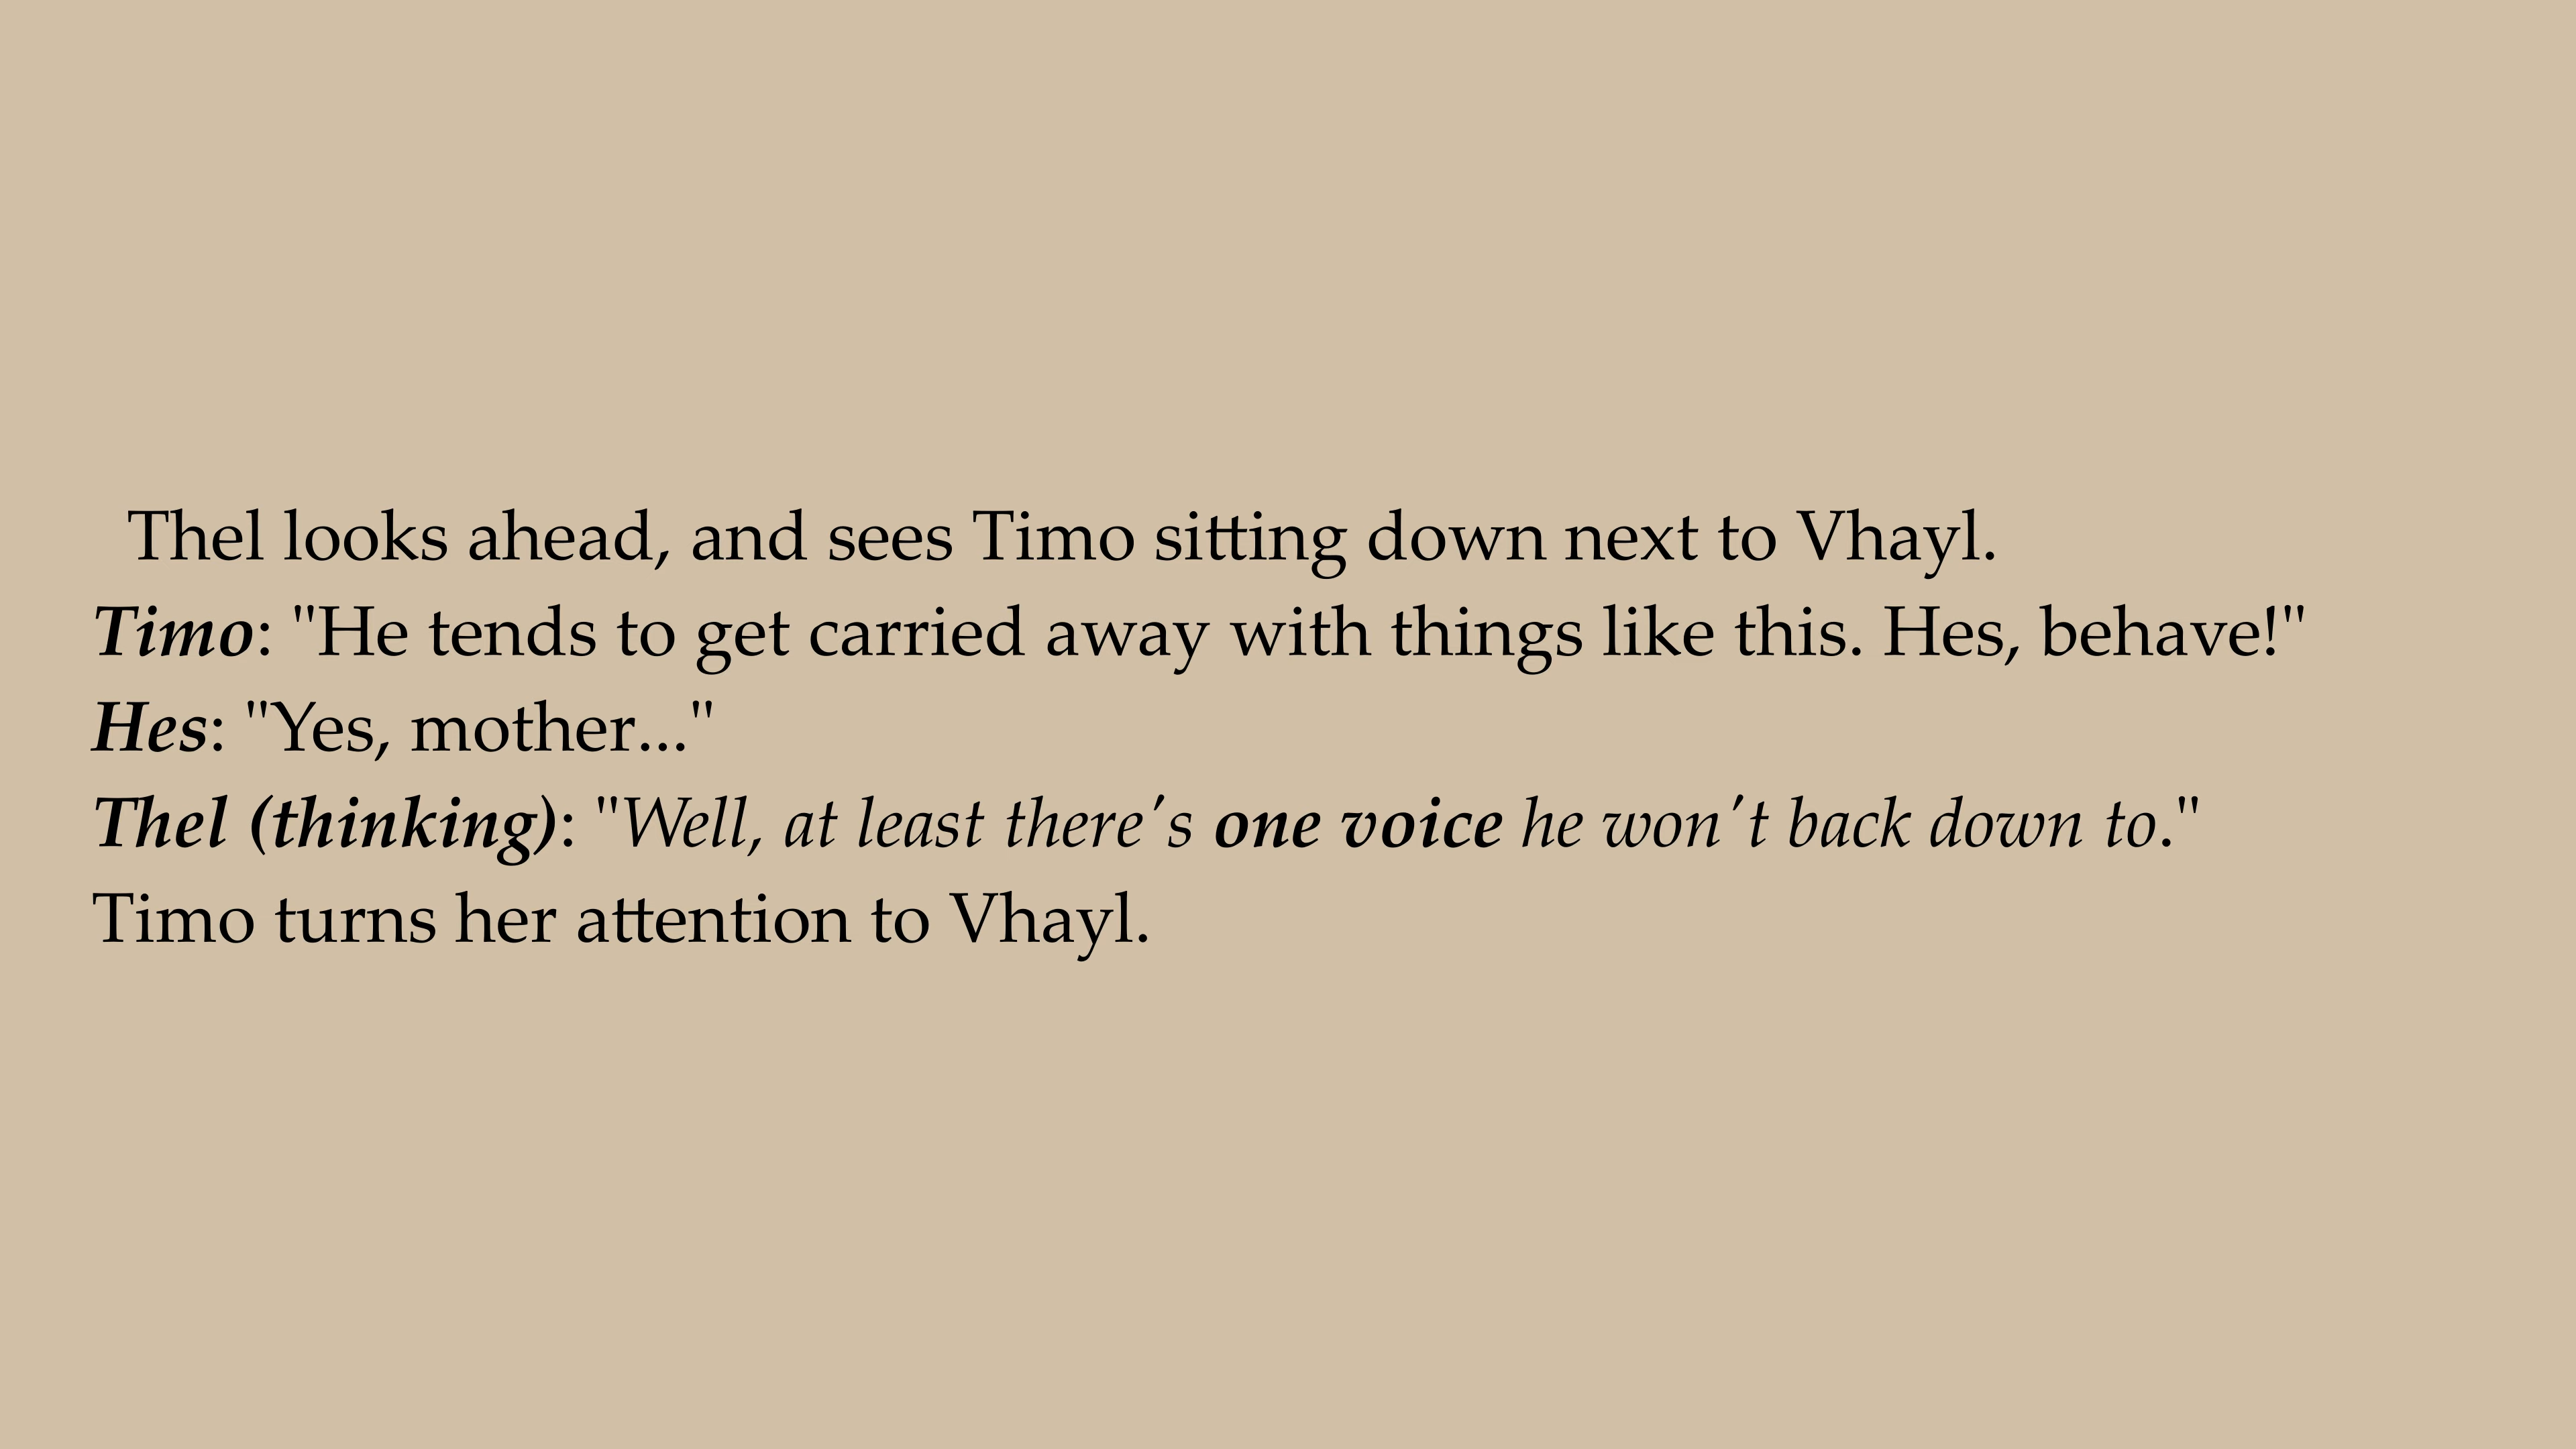 Thel looks ahead, and sees Timo sitting down next to Vhayl.
Timo: "He tends to get carried away with things like this. Hes, behave!"
Hes: "Yes, mother..."
Thel (thinking): "Well, at least there's one voice he won't back down to."
Timo turns her attention to Vhayl.